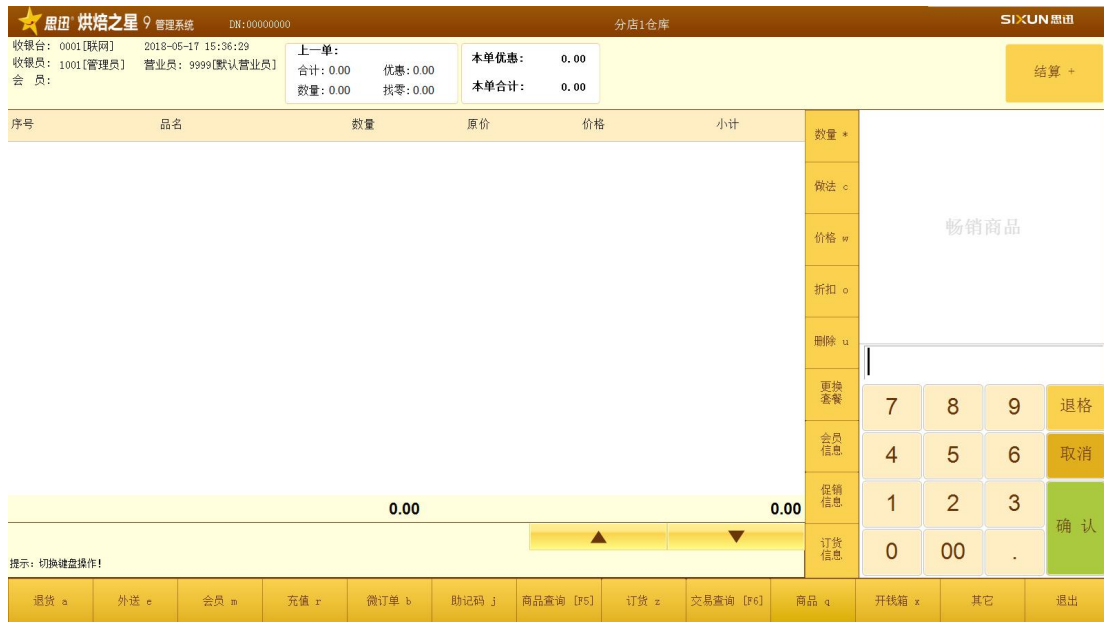 思迅 烘焙之星 9 管理系统 DN:00000000 分店1仓库 SIXUN思迅
收银台: 0001[联网] 2018-05-17 15:36:29
收银员: 1001[管理员] 营业员: 9999[默认营业员]
会 员:
上一单:
合计: 0.00 优惠: 0.00
数量: 0.00 找零: 0.00
本单优惠: 0.00
本单合计: 0.00
结算 +
序号 品名 数量 原价 价格 小计
数量 *
做法 c
价格 w
折扣 o
删除 u
更换
套餐
会员
信息
促销
信息
订货
信息
畅销商品
7 8 9 退格
4 5 6 取消
1 2 3 确 认
0 00 .
0.00 0.00
▲ ▼
提示: 切换键盘操作!
退货 a 外送 e 会员 m 充值 r 微订单 b 助记码 j 商品查询 [F5] 订货 z 交易查询 [F6] 商品 q 开钱箱 x 其它 退出